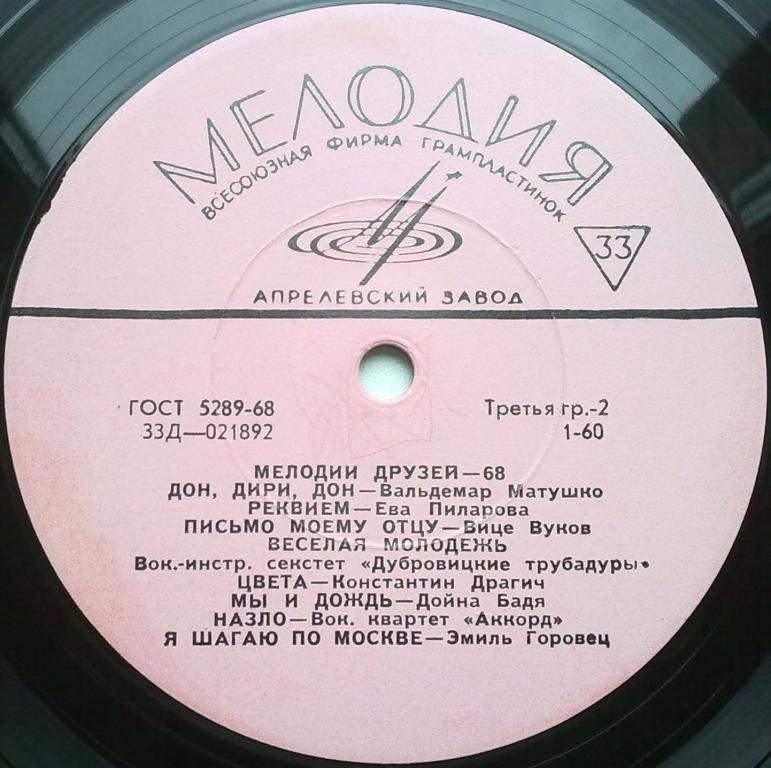 МЕЛОДИЯ
ВСЕСОЮЗНАЯ ФИРМА ГРАМПЛАСТИНОК
33
АПРЕЛЕВСКИЙ ЗАВОД
ГОСТ 5289-68 Третья гр.-2
33Д—021892 1-60
МЕЛОДИИ ДРУЗЕЙ—68
ДОН, ДИРИ, ДОН—Вальдемар Матушко
РЕКВИЕМ—Ева Пиларова
ПИСЬМО МОЕМУ ОТЦУ—Вице Вуков
ВЕСЕЛАЯ МОЛОДЕЖЬ
Вок.-инстр. секстет «Дубровицкие трубадуры»
ЦВЕТА—Константин Драгич
МЫ И ДОЖДЬ—Дойна Бадя
НАЗЛО—Вок. квартет «Аккорд»
Я ШАГАЮ ПО МОСКВЕ—Эмиль Горовец